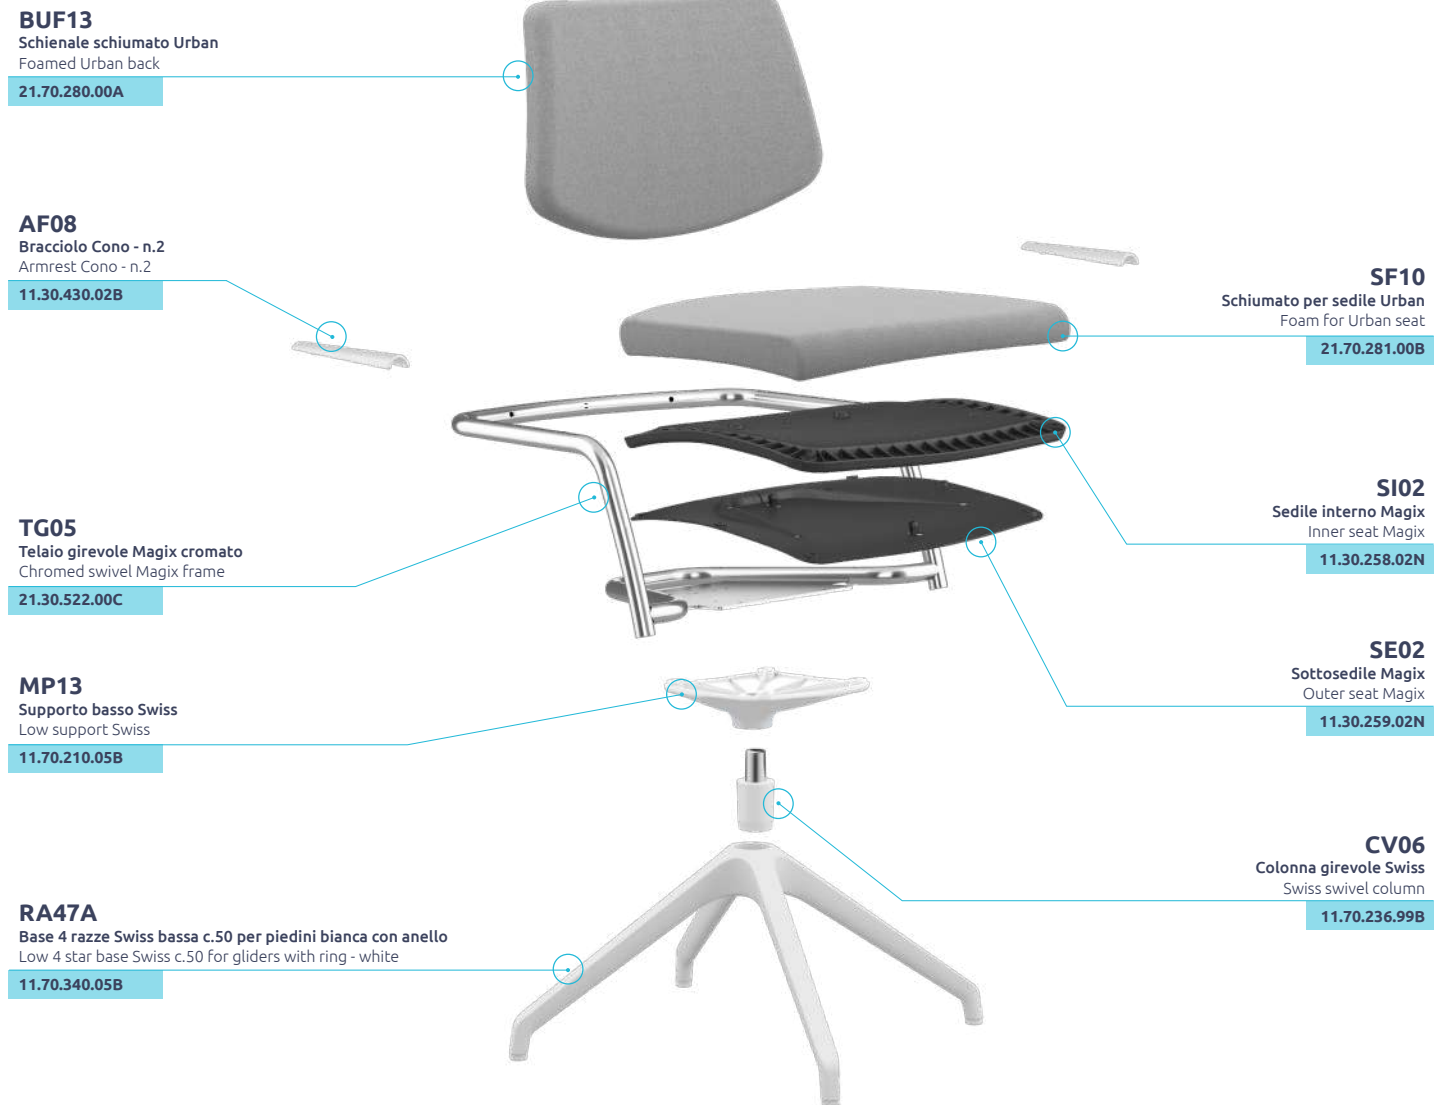 BUF13
Schienale schiumato Urban
Foamed Urban back
21.70.280.00A
AF08
Bracciolo Cono - n.2
Armrest Cono - n.2
11.30.430.02B
SF10
Schiumato per sedile Urban
Foam for Urban seat
21.70.281.00B
TG05
Telaio girevole Magix cromato
Chromed swivel Magix frame
21.30.522.00C
SI02
Sedile interno Magix
Inner seat Magix
11.30.258.02N
MP13
Supporto basso Swiss
Low support Swiss
11.70.210.05B
SE02
Sottosedile Magix
Outer seat Magix
11.30.259.02N
CV06
Colonna girevole Swiss
Swiss swivel column
11.70.236.99B
RA47A
Base 4 razze Swiss bassa c.50 per piedini bianca con anello
Low 4 star base Swiss c.50 for gliders with ring - white
11.70.340.05B